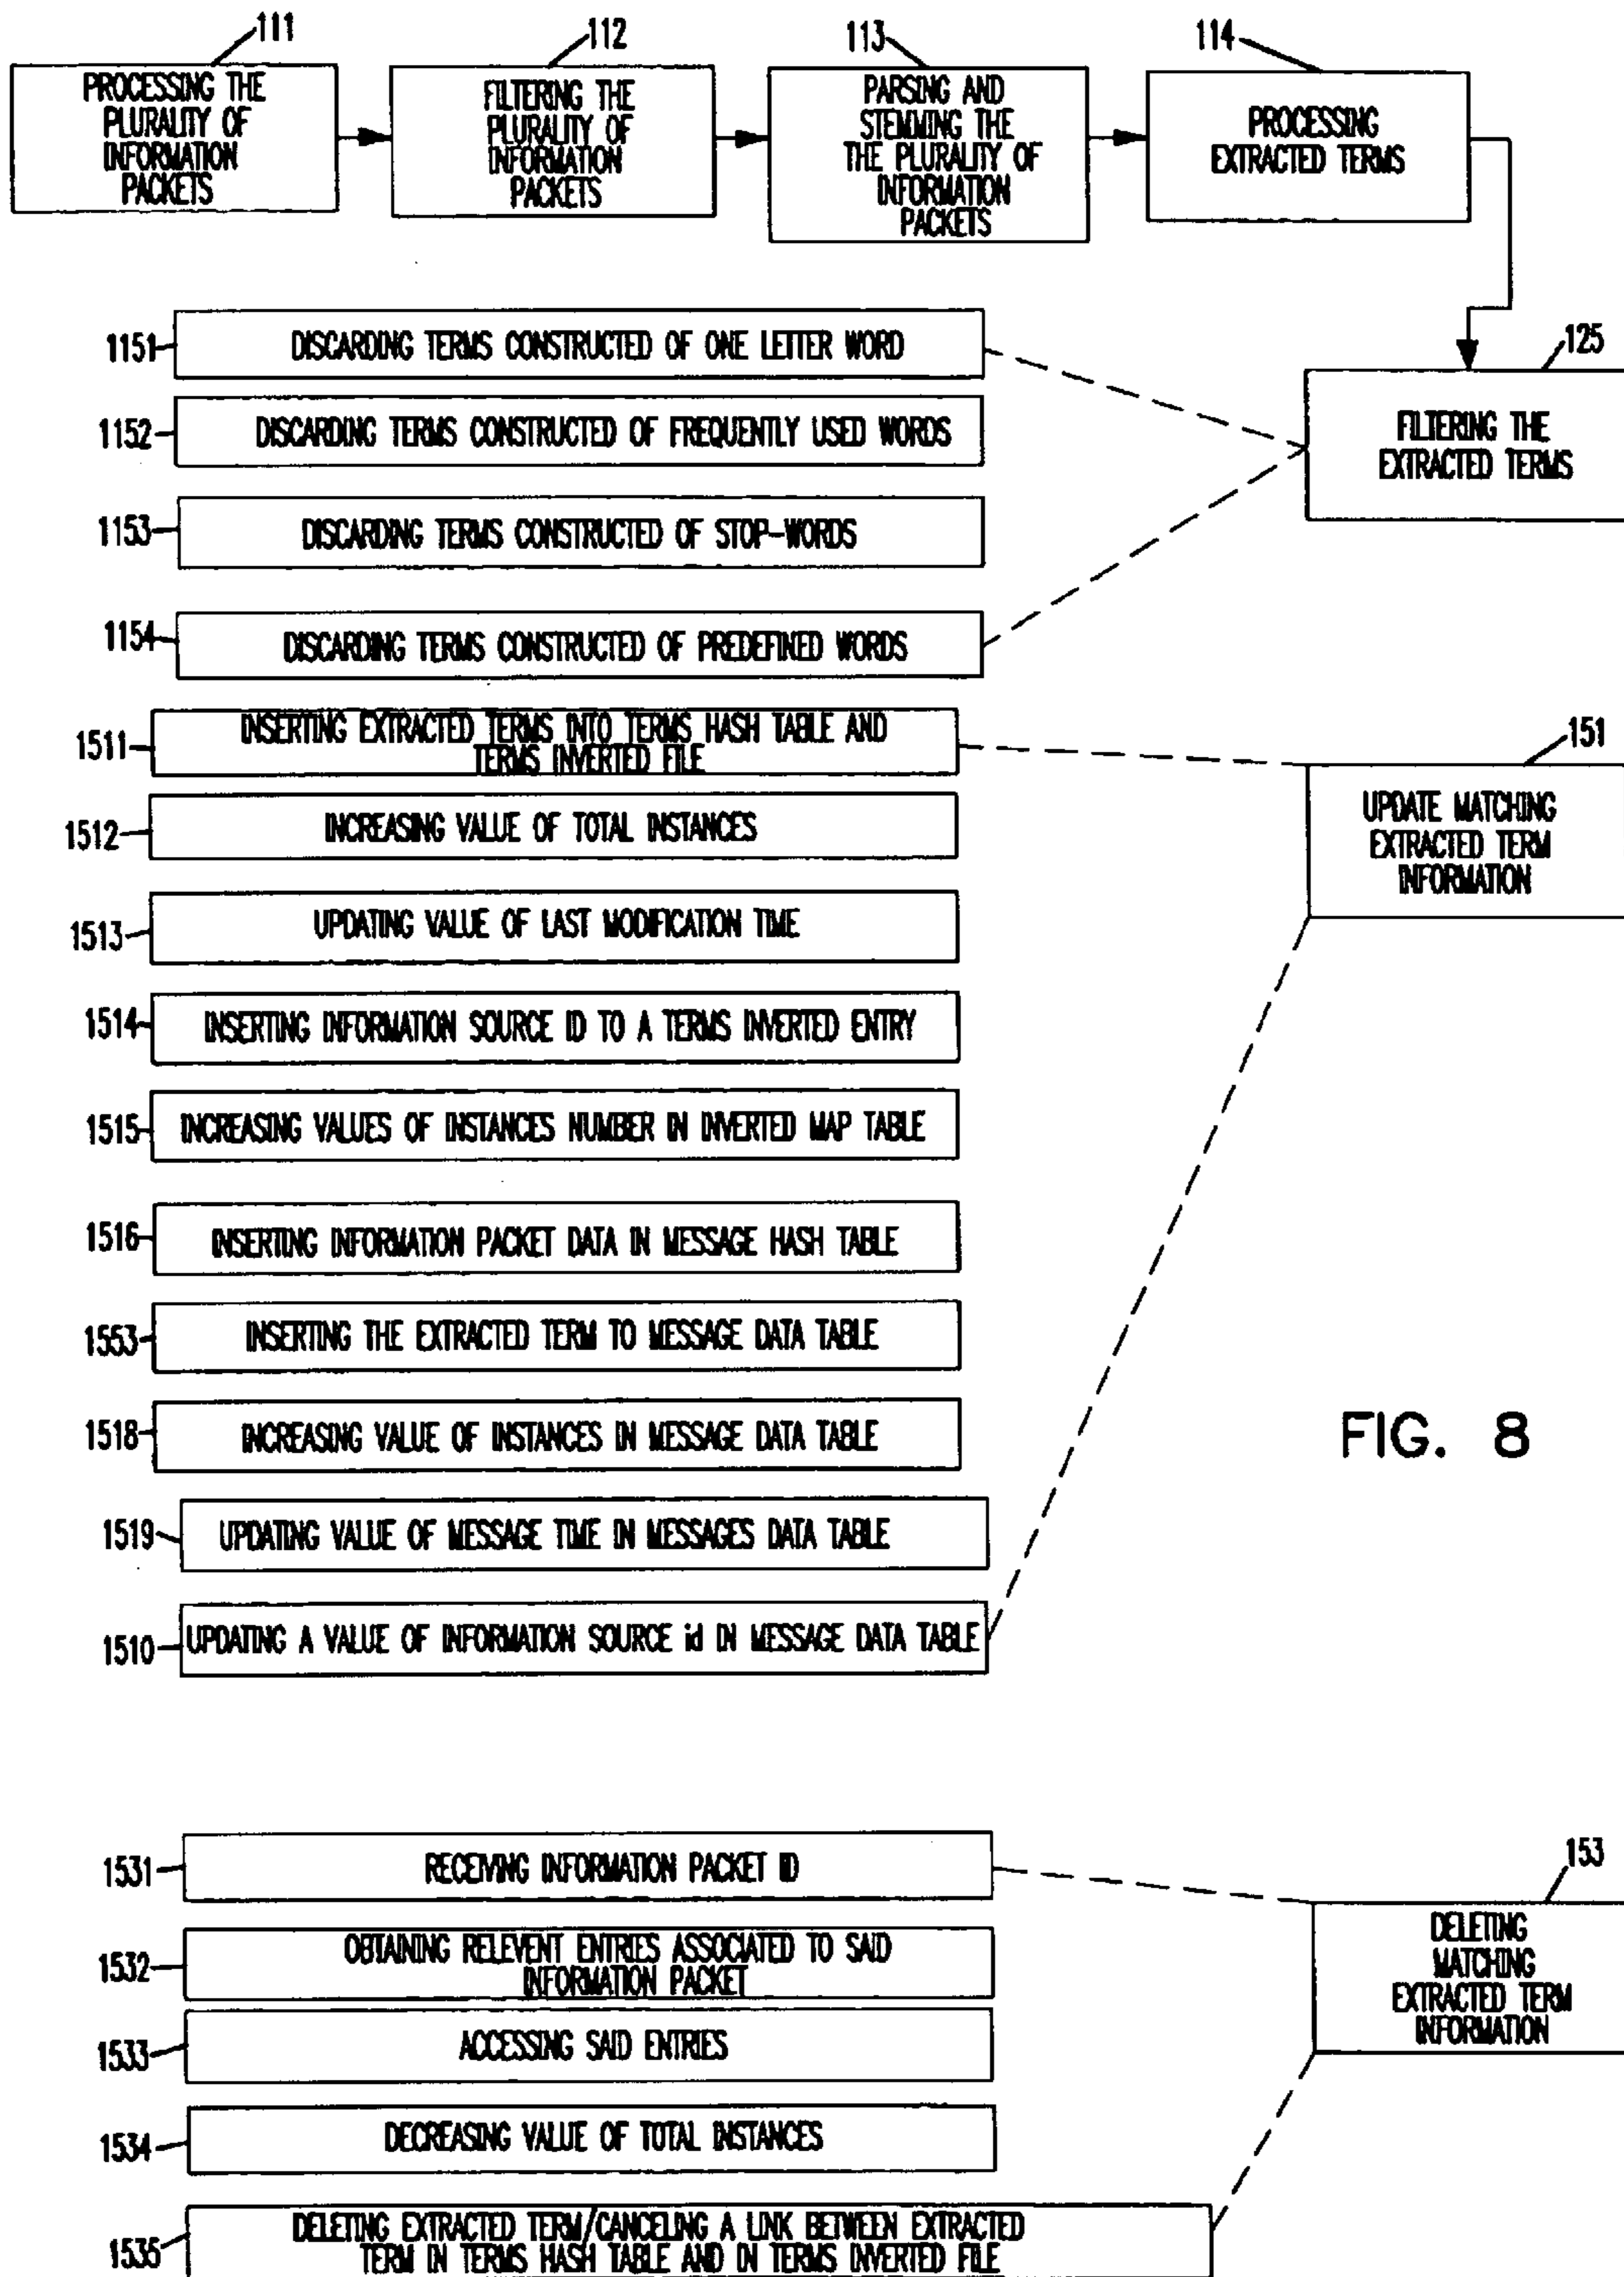 111
PROCESSING THE
PLURALITY OF
INFORMATION
PACKETS
112
FILTERING THE
PLURALITY OF
INFORMATION
PACKETS
113
PARSING AND
STEMMING THE
THE PLURALITY OF
INFORMATION
PACKETS
114
PROCESSING
EXTRACTED TERMS
125
FILTERING THE
EXTRACTED TERMS
1151
DISCARDING TERMS CONSTRUCTED OF ONE LETTER WORD
1152
DISCARDING TERMS CONSTRUCTED OF FREQUENTLY USED WORDS
1153
DISCARDING TERMS CONSTRUCTED OF STOP-WORDS
1154
DISCARDING TERMS CONSTRUCTED OF PREDEFINED WORDS
151
UPDATE MATCHING
EXTRACTED TERM
INFORMATION
1511
INSERTING EXTRACTED TERMS INTO TERMS HASH TABLE AND
TERMS INVERTED FILE
1512
INCREASING VALUE OF TOTAL INSTANCES
1513
UPDATING VALUE OF LAST MODIFICATION TIME
1514
INSERTING INFORMATION SOURCE ID TO A TERMS INVERTED ENTRY
1515
INCREASING VALUES OF INSTANCES NUMBER IN INVERTED MAP TABLE
1516
INSERTING INFORMATION PACKET DATA IN MESSAGE HASH TABLE
1553
INSERTING THE EXTRACTED TERM TO MESSAGE DATA TABLE
1518
INCREASING VALUE OF INSTANCES IN MESSAGE DATA TABLE
1519
UPDATING VALUE OF MESSAGE TIME IN MESSAGES DATA TABLE
1510
UPDATING A VALUE OF INFORMATION SOURCE id IN MESSAGE DATA TABLE
FIG. 8
153
DELETING
MATCHING
EXTRACTED TERM
INFORMATION
1531
RECEIVING INFORMATION PACKET ID
1532
OBTAINING RELEVENT ENTRIES ASSOCIATED TO SAID
INFORMATION PACKET
1533
ACCESSING SAID ENTRIES
1534
DECREASING VALUE OF TOTAL INSTANCES
1535
DELETING EXTRACTED TERM/CANCELING A LINK BETWEEN EXTRACTED
TERM IN TERMS HASH TABLE AND IN TERMS INVERTED FILE